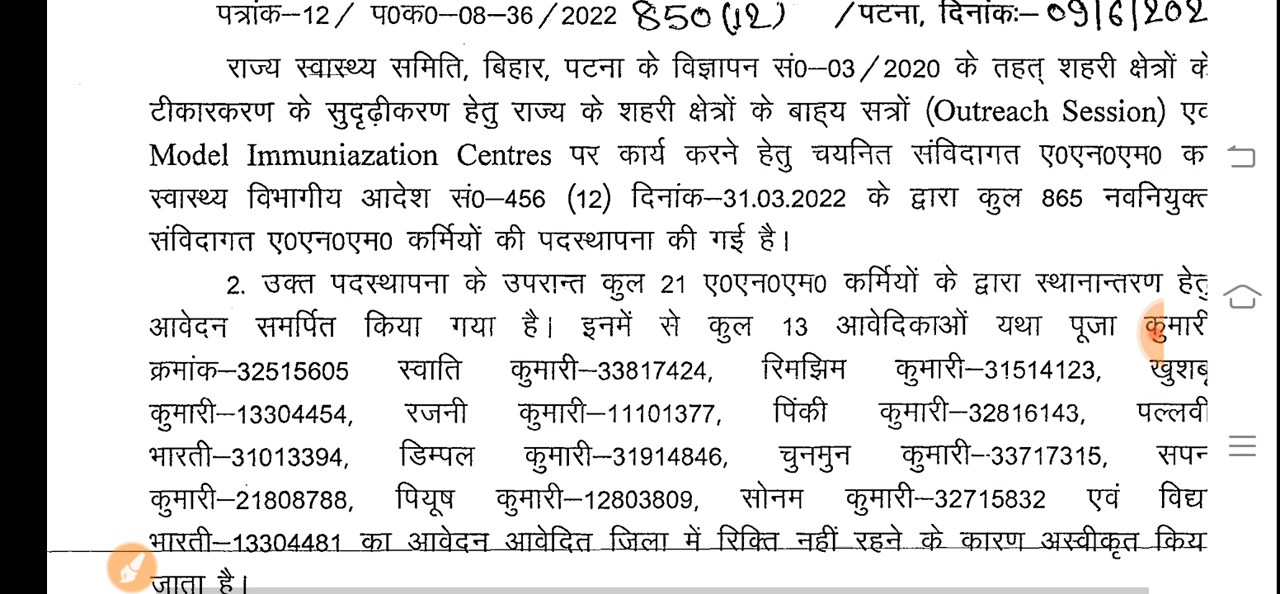 पत्रांक–12 / प0क0–08–36 / 2022 850 (12) /पटना, दिनांकः– 09/6/202
राज्य स्वास्थ्य समिति, बिहार, पटना के विज्ञापन सं0–03 / 2020 के तहत् शहरी क्षेत्रों के
टीकारकरण के सुदृढ़ीकरण हेतु राज्य के शहरी क्षेत्रों के बाह्य सत्रों (Outreach Session) एव
Model Immuniazation Centres पर कार्य करने हेतु चयनित संविदागत ए0एन0एम0 क
स्वास्थ्य विभागीय आदेश सं0–456 (12) दिनांक–31.03.2022 के द्वारा कुल 865 नवनियुक्त
संविदागत ए0एन0एम0 कर्मियों की पदस्थापना की गई है।
2. उक्त पदस्थापना के उपरान्त कुल 21 ए0एन0एम0 कर्मियों के द्वारा स्थानान्तरण हेतु
आवेदन समर्पित किया गया है। इनमें से कुल 13 आवेदिकाओं यथा पूजा कुमारी
क्रमांक–32515605 स्वाति कुमारी–33817424, रिमझिम कुमारी–31514123, खुशबू
कुमारी–13304454, रजनी कुमारी–11101377, पिंकी कुमारी–32816143, पल्लवी
भारती–31013394, डिम्पल कुमारी–31914846, चुनमुन कुमारी–33717315, सपन
कुमारी–21808788, पियूष कुमारी–12803809, सोनम कुमारी–32715832 एवं विद्य
भारती–13304481 का आवेदन आवेदित जिला में रिक्ति नहीं रहने के कारण अस्वीकृत किय
जाता है।